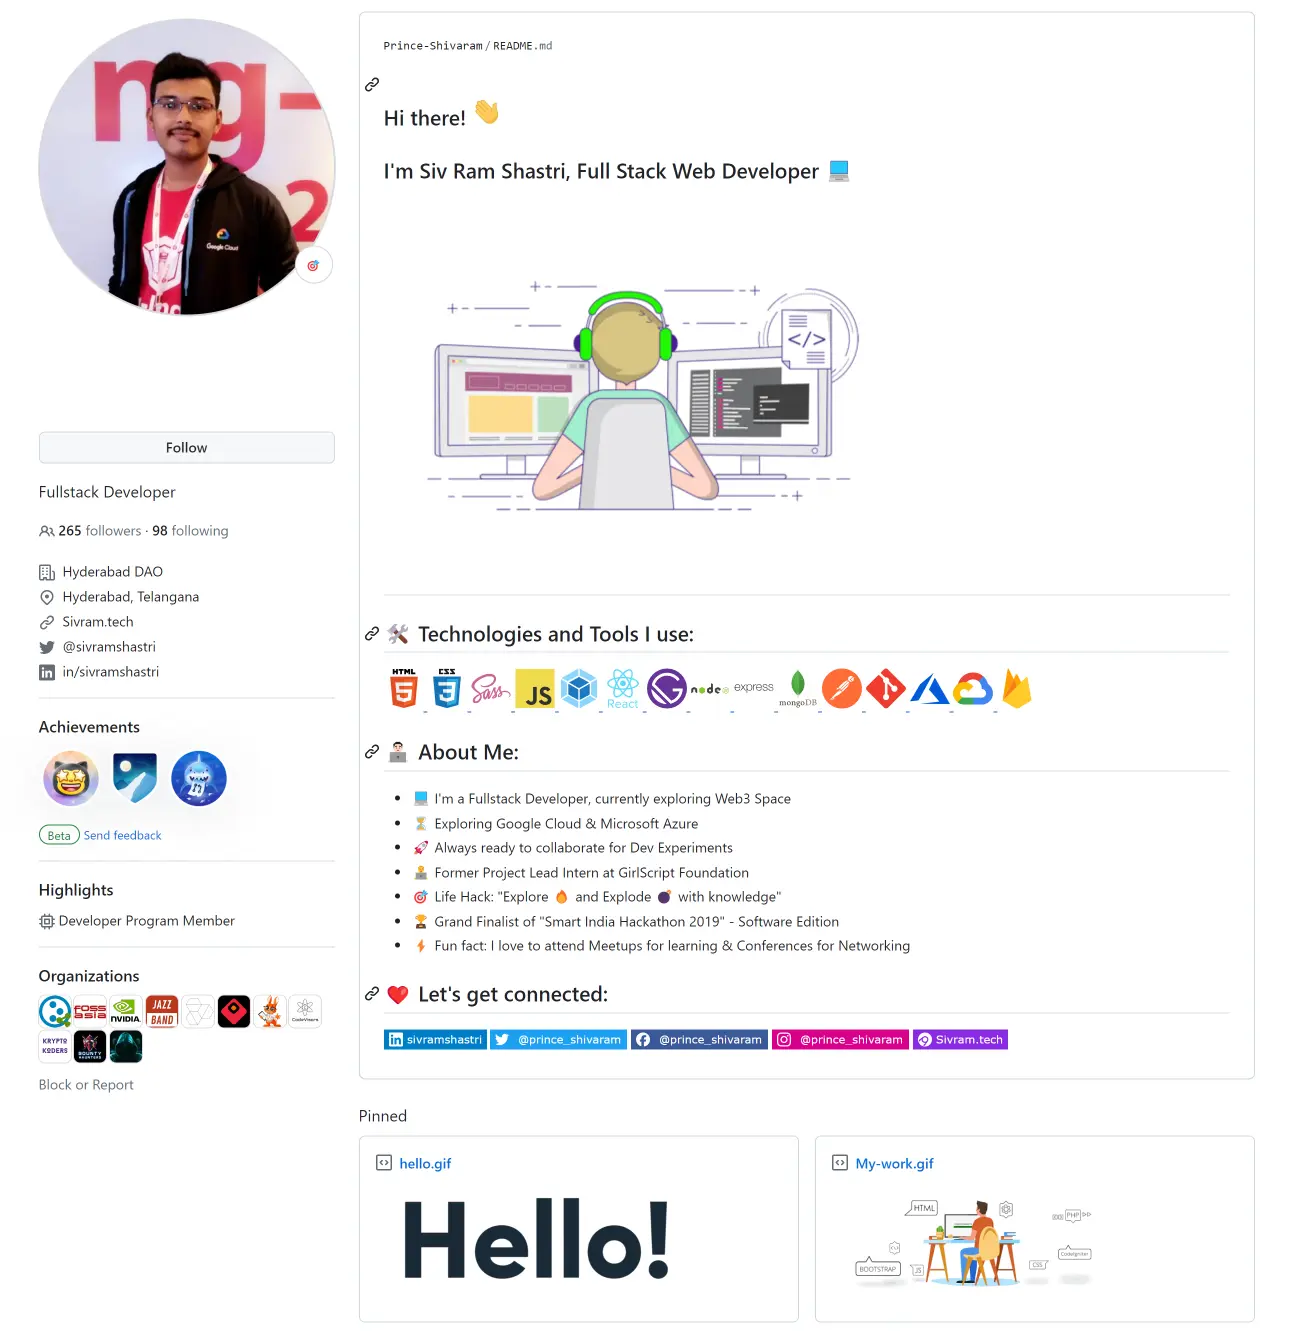 ng-
2
Google Cloud
Follow
Fullstack Developer
265 followers · 98 following
Hyderabad DAO
Hyderabad, Telangana
Sivram.tech
@sivramshastri
in/sivramshastri
Achievements
Beta Send feedback
Highlights
Developer Program Member
Organizations
FOSS ASIA
NVIDIA.
JAZZ BAND
KRYPTO KODERS
BOUNTY HUNTERS
Block or Report
Prince-Shivaram/README.md
Hi there! 👋
I'm Siv Ram Shastri, Full Stack Web Developer 💻
</>
🛠 Technologies and Tools I use:
HTML 5 CSS 3 Sass JS React node express mongoDB
👨🏻‍💻 About Me:
• 💻 I'm a Fullstack Developer, currently exploring Web3 Space
• ⏳ Exploring Google Cloud & Microsoft Azure
• 🚀 Always ready to collaborate for Dev Experiments
• Former Project Lead Intern at GirlScript Foundation
• 🎯 Life Hack: "Explore 🔥 and Explode 💣 with knowledge"
• 🏆 Grand Finalist of "Smart India Hackathon 2019" - Software Edition
• ⚡ Fun fact: I love to attend Meetups for learning & Conferences for Networking
❤️ Let's get connected:
in sivramshastri @prince_shivaram @prince_shivaram @prince_shivaram Sivram.tech
Pinned
hello.gif
Hello!
My-work.gif
HTML
PHP
BOOTSTRAP
JS
CSS
CodeIgniter